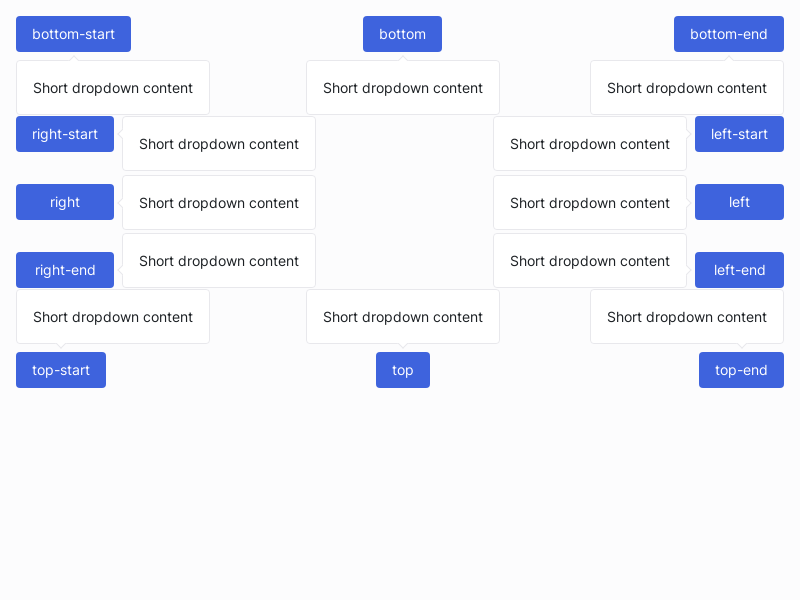 bottom-start
bottom
bottom-end
Short dropdown content
Short dropdown content
Short dropdown content
right-start
Short dropdown content
Short dropdown content
left-start
right
Short dropdown content
Short dropdown content
left
right-end
Short dropdown content
Short dropdown content
left-end
Short dropdown content
Short dropdown content
Short dropdown content
top-start
top
top-end